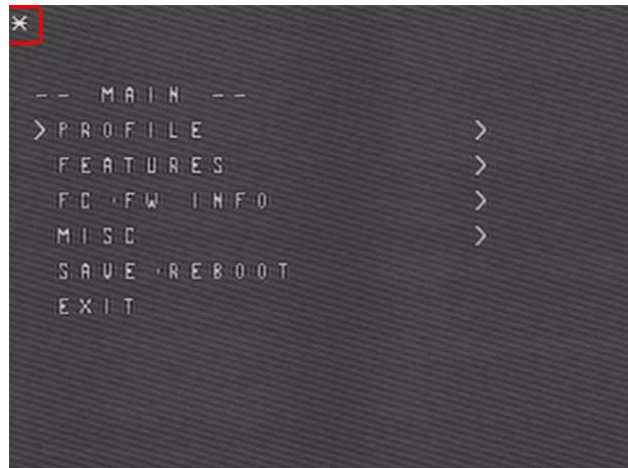 *
-- MAIN --
>PROFILE >
FEATURES >
FC·FW INFO >
MISC >
SAVE·REBOOT
EXIT